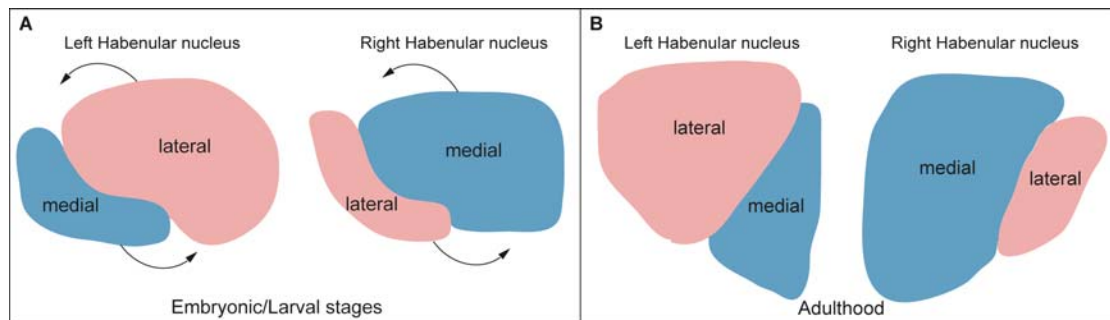 A
Left Habenular nucleus
Right Habenular nucleus
lateral
medial
medial
lateral
Embryonic/Larval stages
B
Left Habenular nucleus
Right Habenular nucleus
lateral
medial
medial
lateral
Adulthood